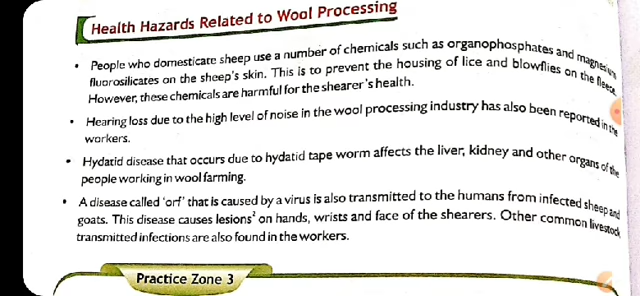 Health Hazards Related to Wool Processing
• People who domesticate sheep use a number of chemicals such as organophosphates and magnesium
fluorosilicates on the sheep's skin. This is to prevent the housing of lice and blowflies on the fleece.
However, these chemicals are harmful for the shearer's health.
• Hearing loss due to the high level of noise in the wool processing industry has also been reported in the
workers.
• Hydatid disease that occurs due to hydatid tape worm affects the liver, kidney and other organs of the
people working in wool farming.
• A disease called 'orf' that is caused by a virus is also transmitted to the humans from infected sheep and
goats. This disease causes lesions² on hands, wrists and face of the shearers. Other common livestock
transmitted infections are also found in the workers.
Practice Zone 3